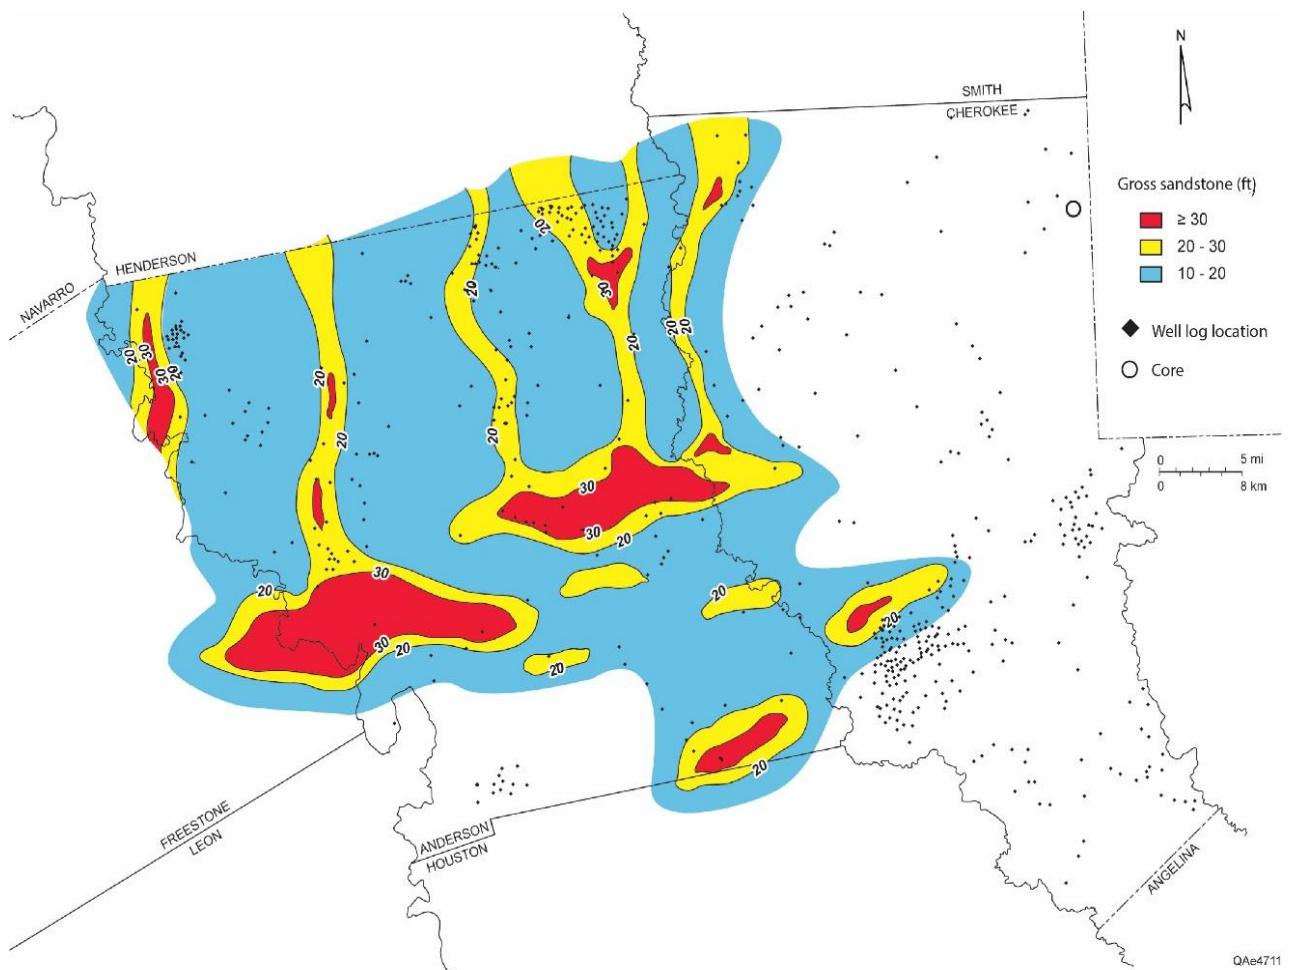 N
SMITH
CHEROKEE
Gross sandstone (ft)
≥ 30
20 - 30
10 - 20
Well log location
Core
HENDERSON
NAVARRO
20
20
20
30
30
20
30
20
20
20
20
20
20
20
30
0 5 mi
0 8 km
30
20
20
30
20
20
30
20
20
20
20
FREESTONE
LEON
ANDERSON
HOUSTON
ANGELINA
QAe4711